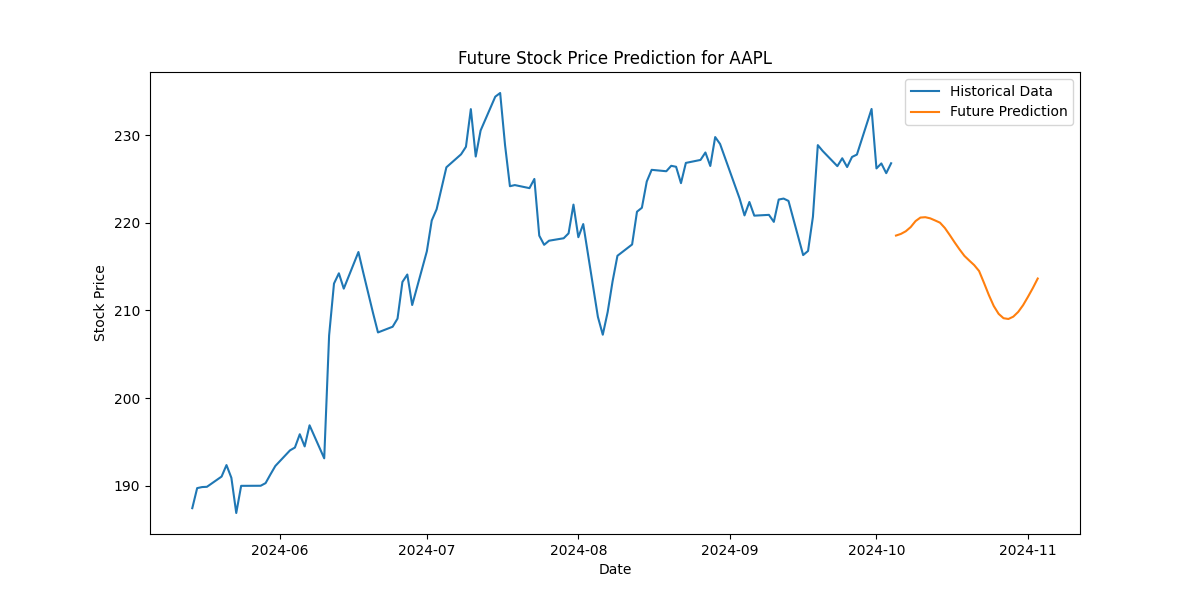 Future Stock Price Prediction for AAPL
Historical Data
Future Prediction
230
220
210
200
190
Stock Price
2024-06
2024-07
2024-08
2024-09
2024-10
2024-11
Date